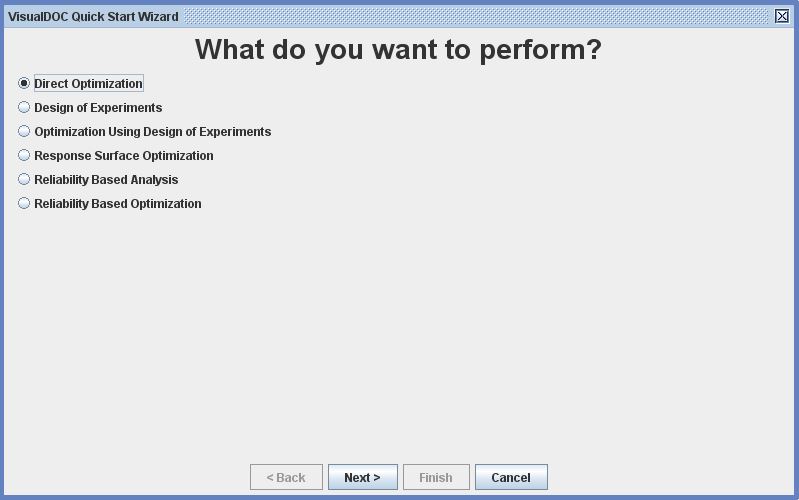 VisualDOC Quick Start Wizard
What do you want to perform?
Direct Optimization
Design of Experiments
Optimization Using Design of Experiments
Response Surface Optimization
Reliability Based Analysis
Reliability Based Optimization
< Back Next > Finish Cancel